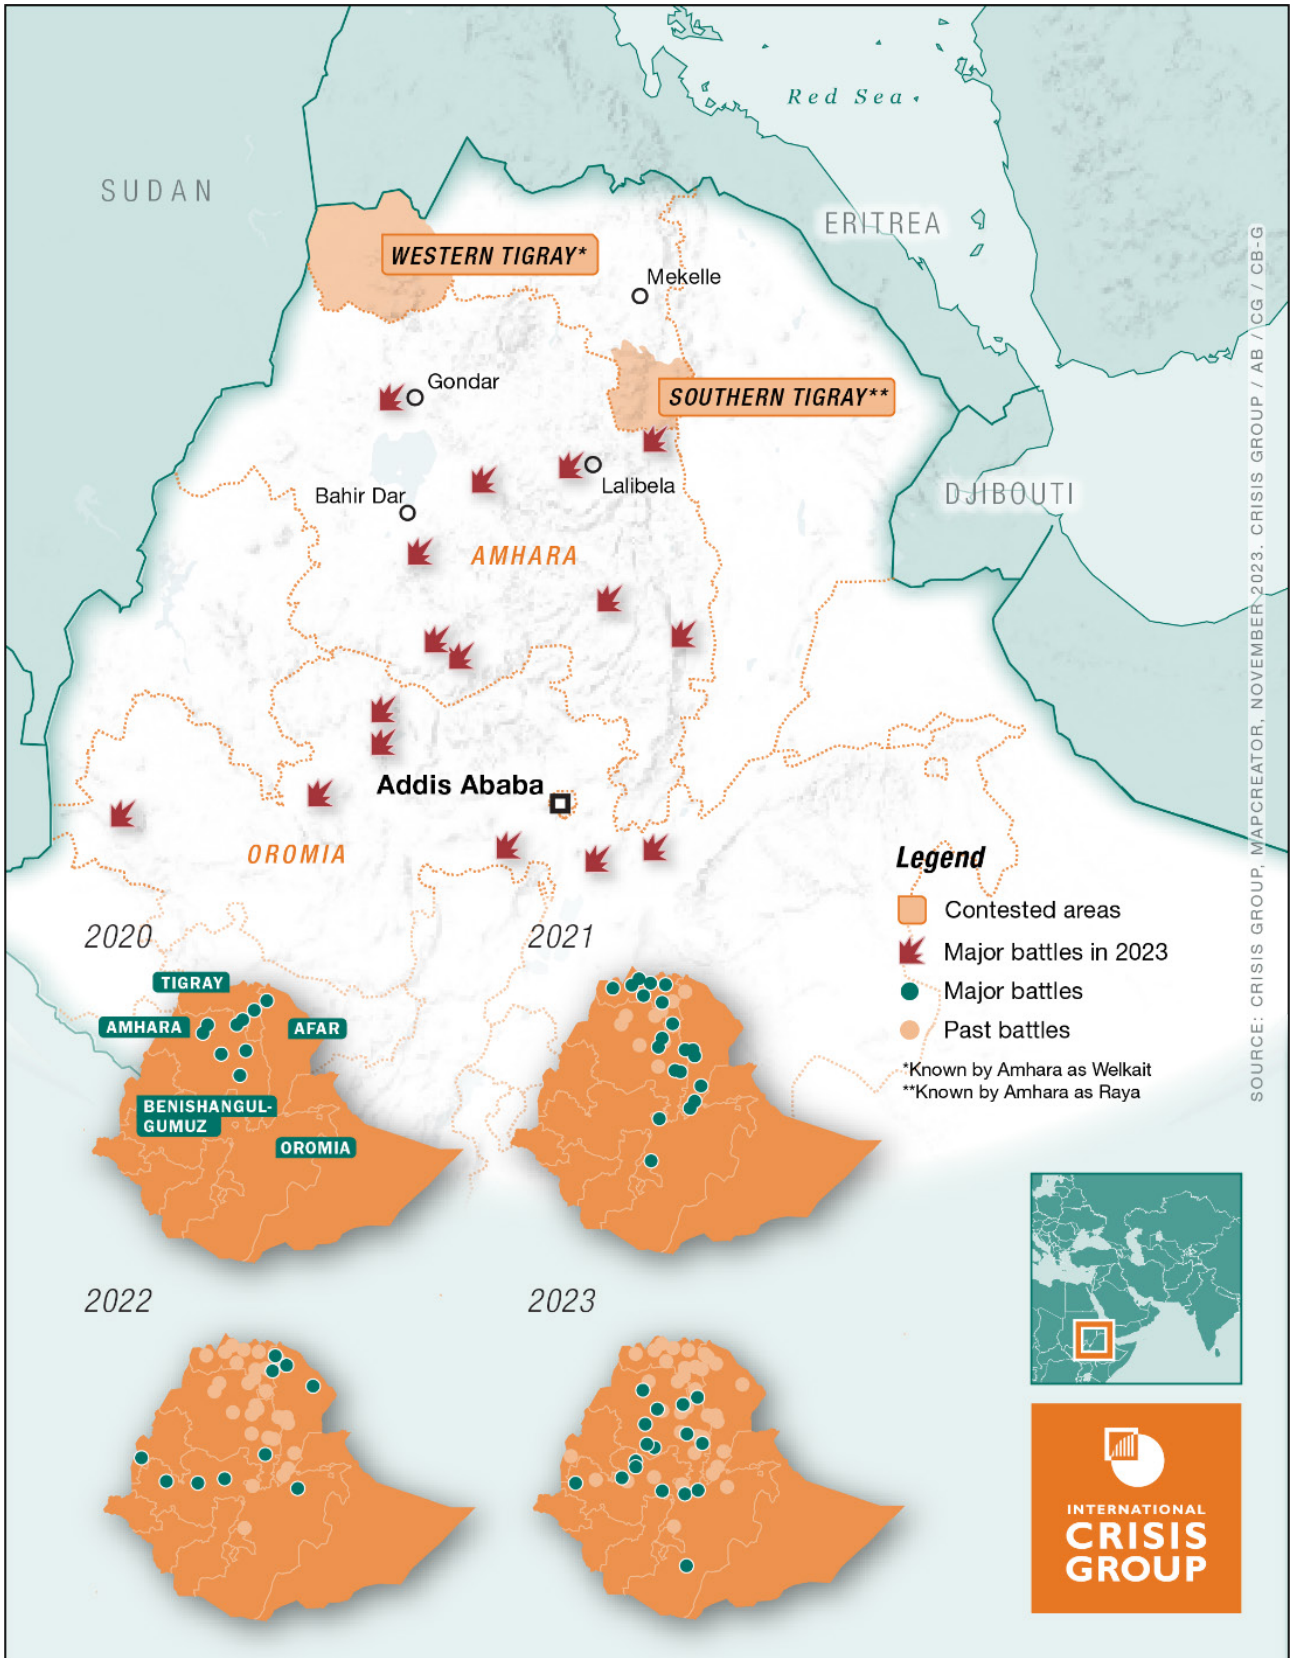 Red Sea
SUDAN
ERITREA
WESTERN TIGRAY*
Mekelle
Gondar
SOUTHERN TIGRAY**
Lalibela
Bahir Dar
DJIBOUTI
AMHARA
Addis Ababa
OROMIA
Legend
Contested areas
Major battles in 2023
Major battles
Past battles
*Known by Amhara as Welkait
**Known by Amhara as Raya
2020
TIGRAY
AMHARA
AFAR
BENISHANGUL-
GUMUZ
OROMIA
2021
2022
2023
INTERNATIONAL
CRISIS
GROUP
SOURCE: CRISIS GROUP, MAPCREATOR, NOVEMBER 2023. CRISIS GROUP / AB / CG / CB-G